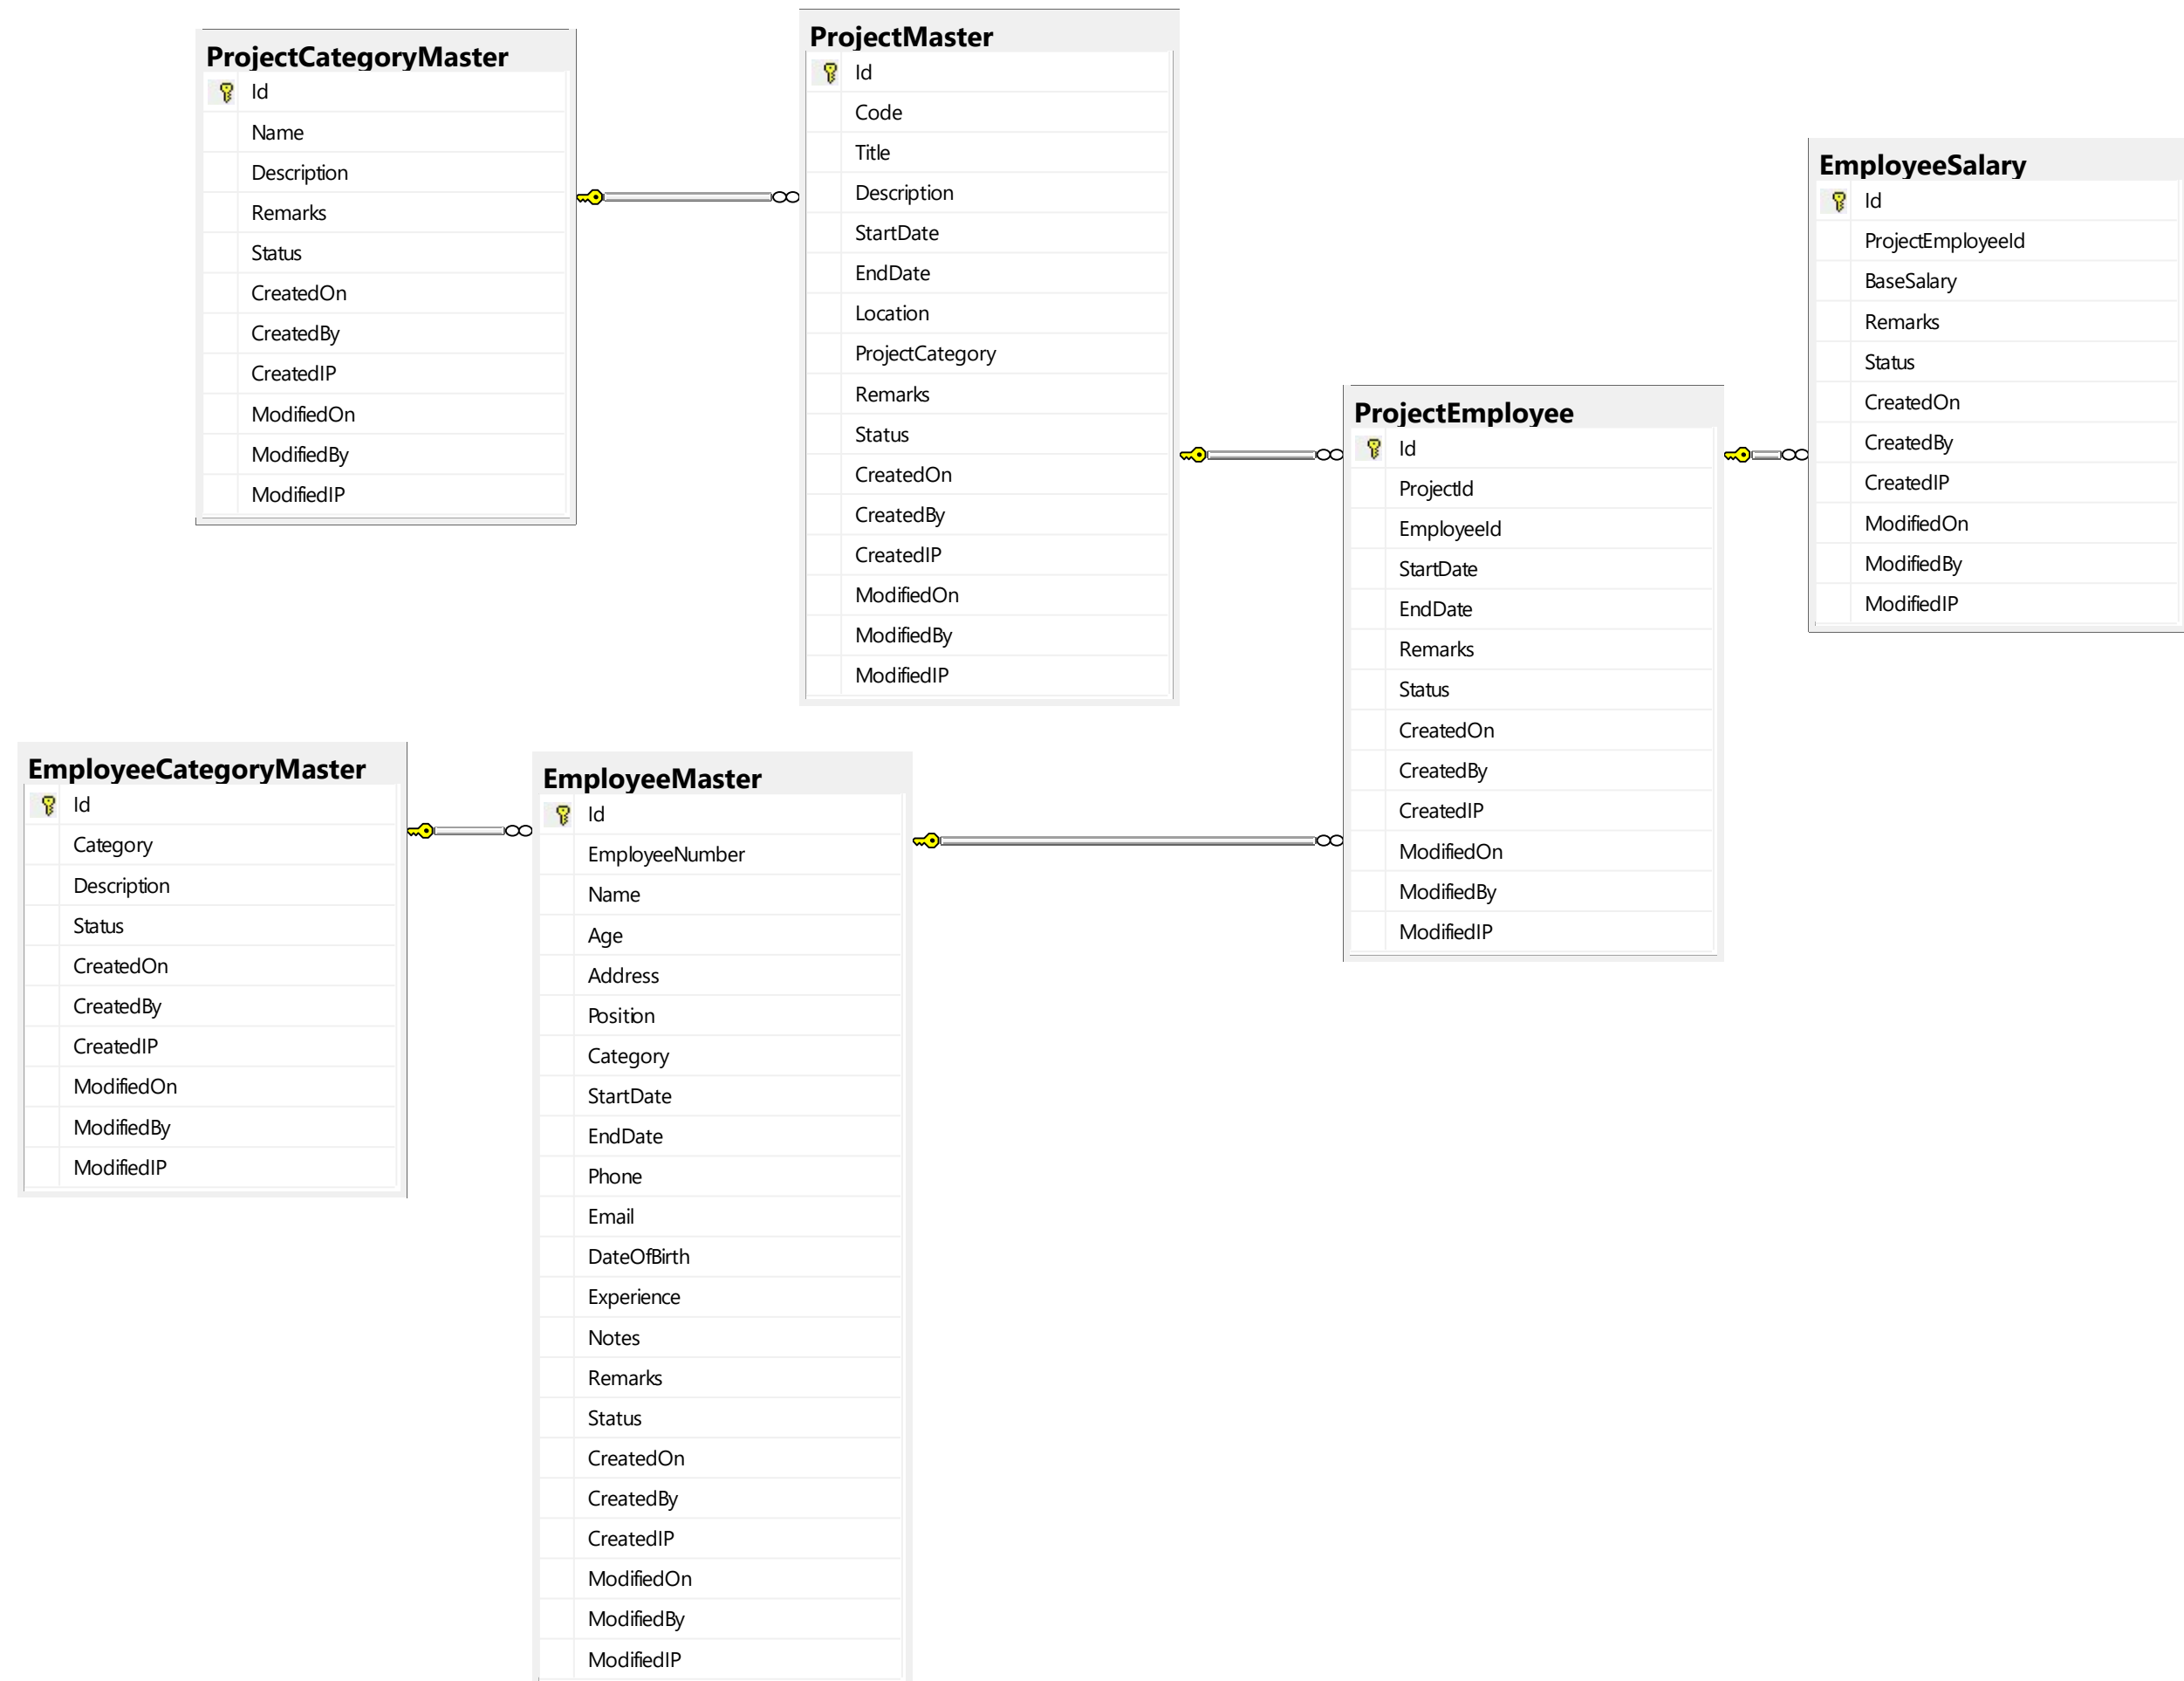 ProjectCategoryMaster
Id
Name
Description
Remarks
Status
CreatedOn
CreatedBy
CreatedIP
ModifiedOn
ModifiedBy
ModifiedIP
ProjectMaster
Id
Code
Title
Description
StartDate
EndDate
Location
ProjectCategory
Remarks
Status
CreatedOn
CreatedBy
CreatedIP
ModifiedOn
ModifiedBy
ModifiedIP
EmployeeSalary
Id
ProjectEmployeeId
BaseSalary
Remarks
Status
CreatedOn
CreatedBy
CreatedIP
ModifiedOn
ModifiedBy
ModifiedIP
ProjectEmployee
Id
ProjectId
EmployeeId
StartDate
EndDate
Remarks
Status
CreatedOn
CreatedBy
CreatedIP
ModifiedOn
ModifiedBy
ModifiedIP
EmployeeCategoryMaster
Id
Category
Description
Status
CreatedOn
CreatedBy
CreatedIP
ModifiedOn
ModifiedBy
ModifiedIP
EmployeeMaster
Id
EmployeeNumber
Name
Age
Address
Position
Category
StartDate
EndDate
Phone
Email
DateOfBirth
Experience
Notes
Remarks
Status
CreatedOn
CreatedBy
CreatedIP
ModifiedOn
ModifiedBy
ModifiedIP